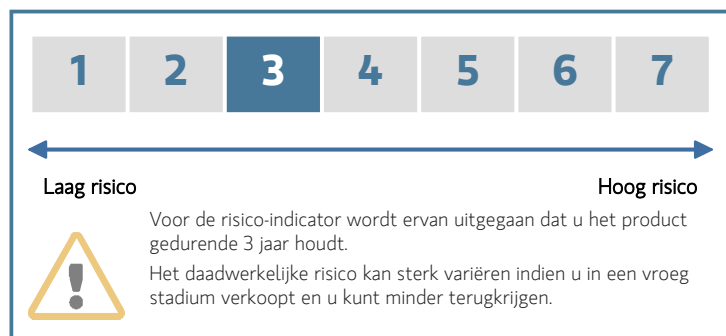 1 2 3 4 5 6 7
Laag risico Hoog risico
Voor de risico-indicator wordt ervan uitgegaan dat u het product
gedurende 3 jaar houdt.
Het daadwerkelijke risico kan sterk variëren indien u in een vroeg
stadium verkoopt en u kunt minder terugkrijgen.